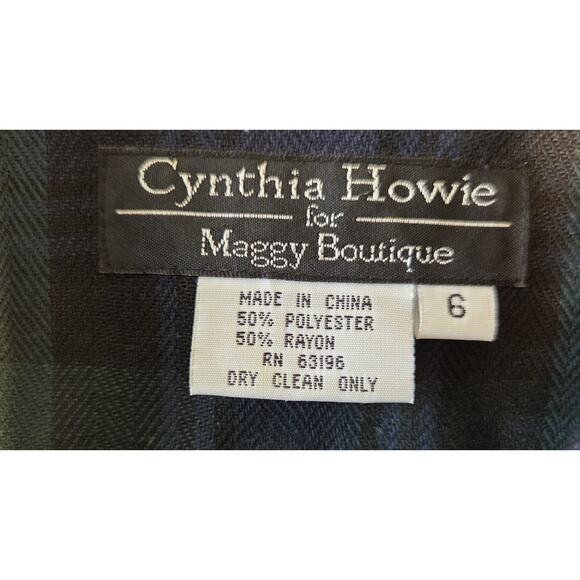 Cynthia Howie
for
Maggy Boutique
MADE IN CHINA
50% POLYESTER
50% RAYON
RN 63196
DRY CLEAN ONLY
6